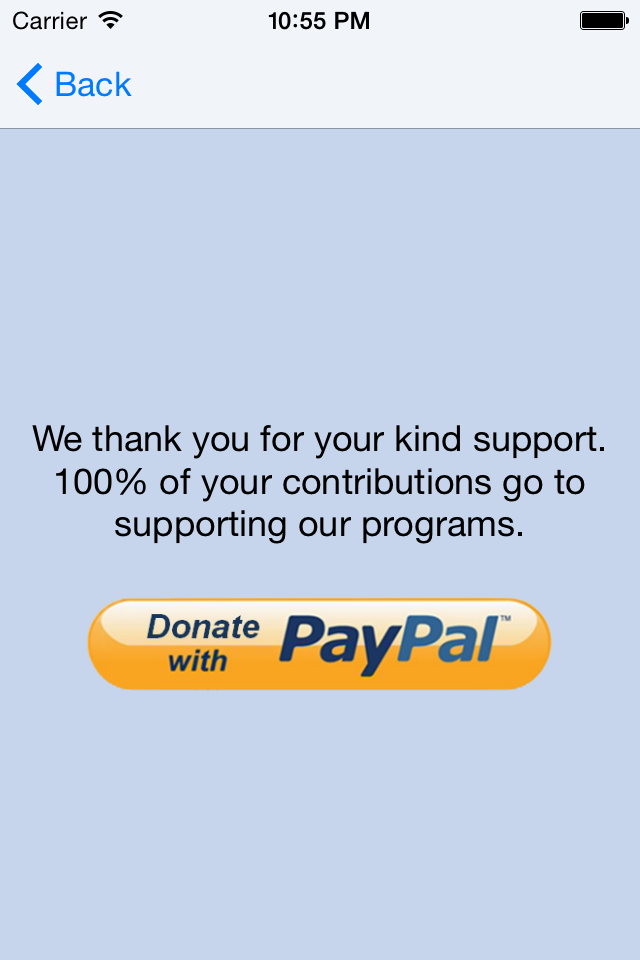 Carrier 10:55 PM
Back
We thank you for your kind support.
100% of your contributions go to
supporting our programs.
Donate with PayPal™